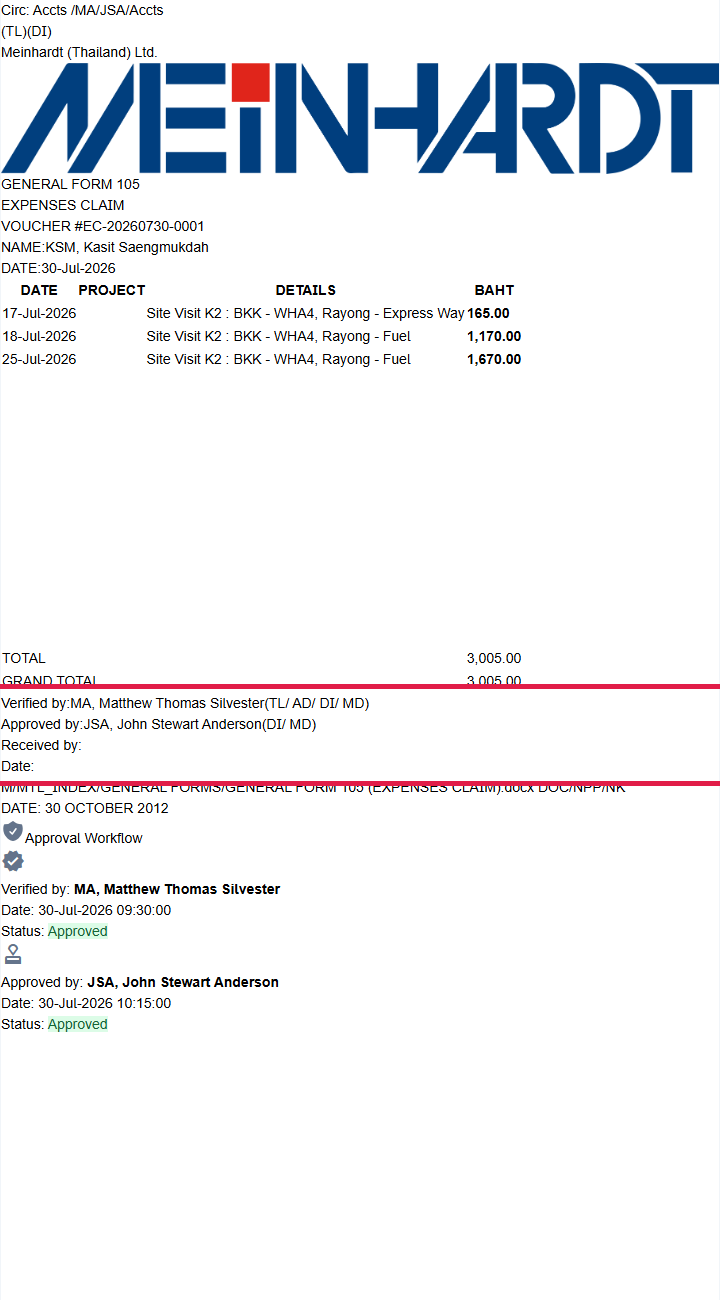 Circ: Accts /MA/JSA/Accts
(TL)(DI)
Meinhardt (Thailand) Ltd.
MEINHARDT
GENERAL FORM 105
EXPENSES CLAIM
VOUCHER #EC-20260730-0001
NAME:KSM, Kasit Saengmukdah
DATE:30-Jul-2026
DATE PROJECT DETAILS BAHT
17-Jul-2026 Site Visit K2 : BKK - WHA4, Rayong - Express Way 165.00
18-Jul-2026 Site Visit K2 : BKK - WHA4, Rayong - Fuel 1,170.00
25-Jul-2026 Site Visit K2 : BKK - WHA4, Rayong - Fuel 1,670.00
TOTAL 3,005.00
GRAND TOTAL 3,005.00
Verified by:MA, Matthew Thomas Silvester(TL/ AD/ DI/ MD)
Approved by:JSA, John Stewart Anderson(DI/ MD)
Received by:
Date:
M/MTL_INDEX/GENERAL FORMS/GENERAL FORM 105 (EXPENSES CLAIM).docx DOC/NPP/NK
DATE: 30 OCTOBER 2012
Approval Workflow
Verified by: MA, Matthew Thomas Silvester
Date: 30-Jul-2026 09:30:00
Status: Approved
Approved by: JSA, John Stewart Anderson
Date: 30-Jul-2026 10:15:00
Status: Approved